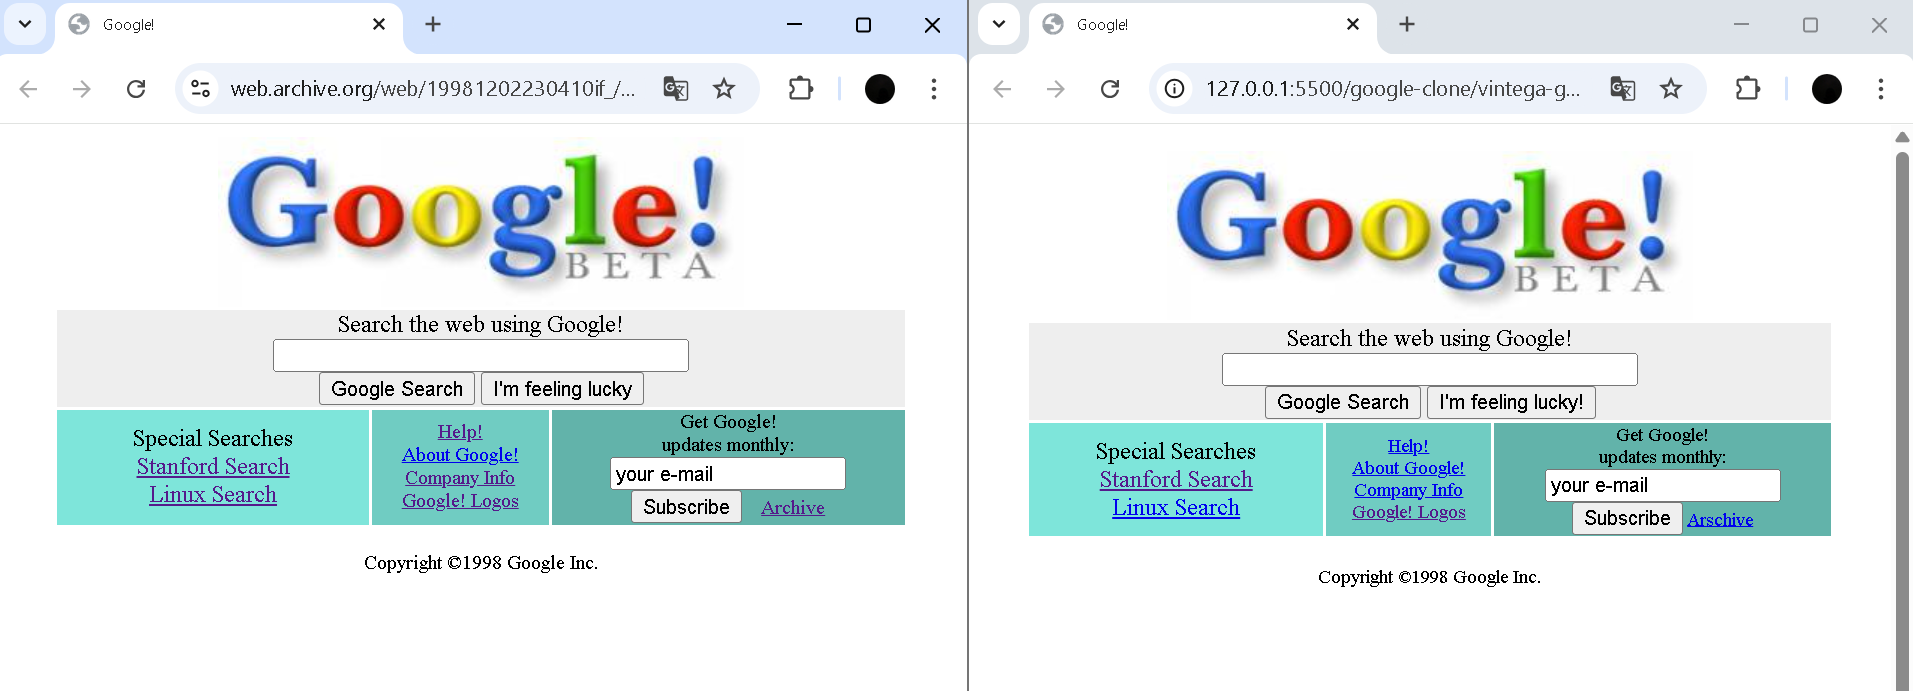 Google!
web.archive.org/web/19981202230410if_/...
Google!
BETA
Search the web using Google!
Google Search I'm feeling lucky
Special Searches
Stanford Search
Linux Search
Help!
About Google!
Company Info
Google! Logos
Get Google!
updates monthly:
your e-mail
Subscribe Archive
Copyright ©1998 Google Inc.
Google!
127.0.0.1:5500/google-clone/vintega-g...
Google!
BETA
Search the web using Google!
Google Search I'm feeling lucky!
Special Searches
Stanford Search
Linux Search
Help!
About Google!
Company Info
Google! Logos
Get Google!
updates monthly:
your e-mail
Subscribe Arschive
Copyright ©1998 Google Inc.